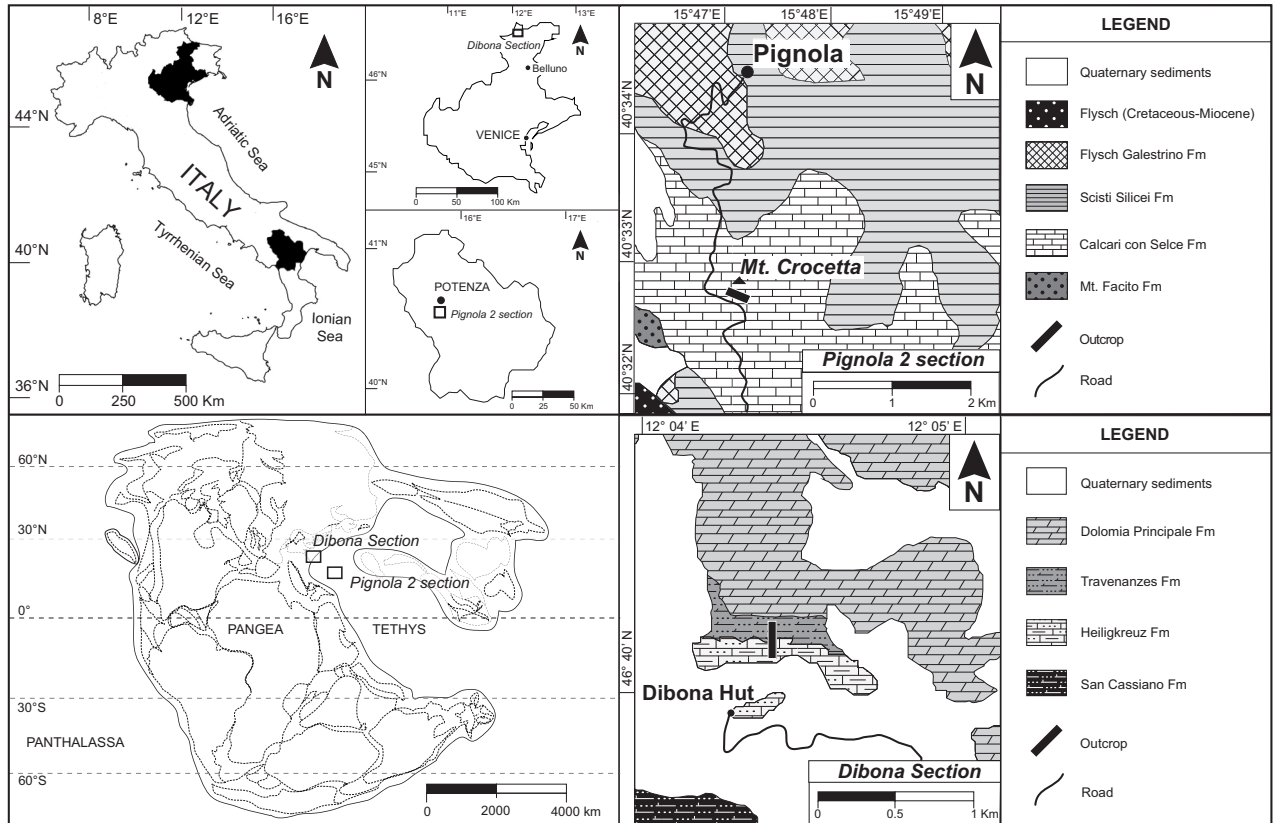 8°E
12°E
16°E
N
44°N
40°N
36°N
Adriatic Sea
ITALY
Tyrrhenian Sea
Ionian
Sea
0 250 500 Km
11°E 12°E 13°E
Dibona Section
N
46°N
Belluno
VENICE
45°N
0 50 100 Km
16°E 17°E
41°N
N
POTENZA
Pignola 2 section
40°N
0 25 50 Km
15°47'E 15°48'E 15°49'E
Pignola
N
40°34'N
40°33'N
40°32'N
Mt. Crocetta
Pignola 2 section
0 1 2 Km
LEGEND
Quaternary sediments
Flysch (Cretaceous-Miocene)
Flysch Galestrino Fm
Scisti Silicei Fm
Calcari con Selce Fm
Mt. Facito Fm
Outcrop
Road
60°N
30°N
0°
30°S
60°S
Dibona Section
Pignola 2 section
PANGEA
TETHYS
PANTHALASSA
0 2000 4000 km
12° 04' E 12° 05' E
N
46° 40' N
Dibona Hut
Dibona Section
0 0.5 1 Km
LEGEND
Quaternary sediments
Dolomia Principale Fm
Travenanzes Fm
Heiligkreuz Fm
San Cassiano Fm
Outcrop
Road